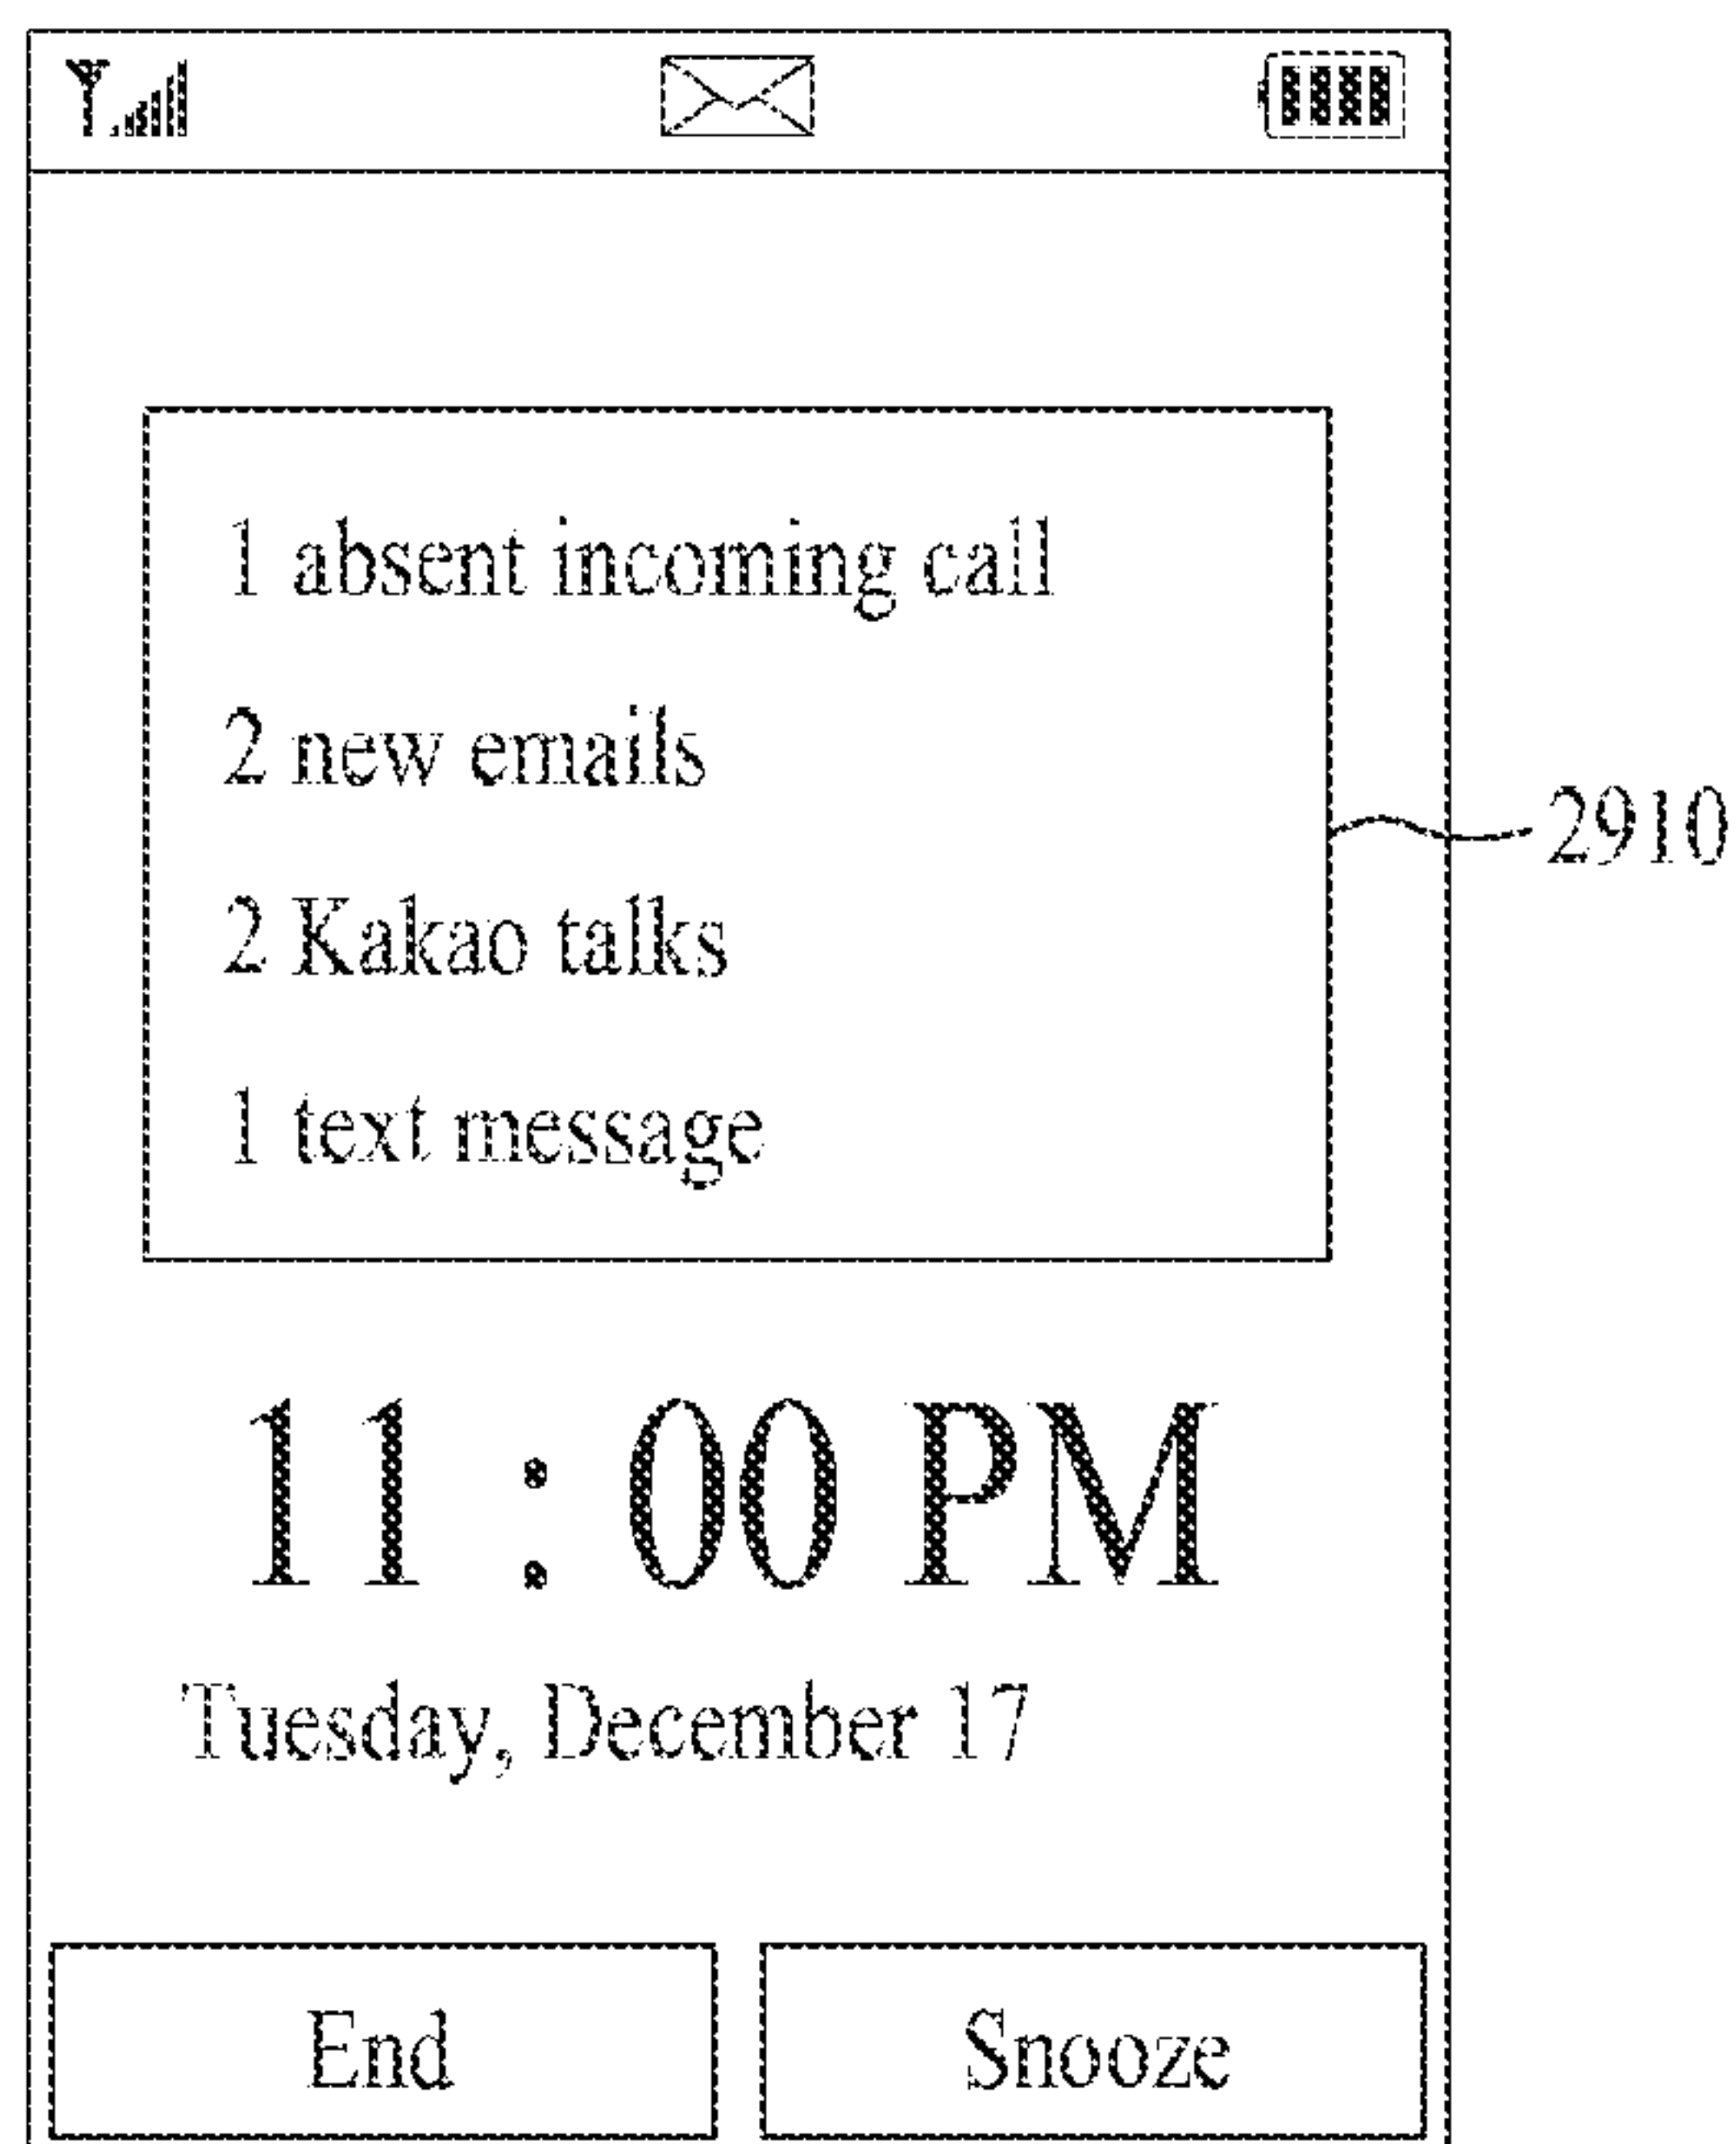 1 absent incoming call
2 new emails
2 Kakao talks
1 text message
2910
11 : 00 PM
Tuesday, December 17
End
Snooze